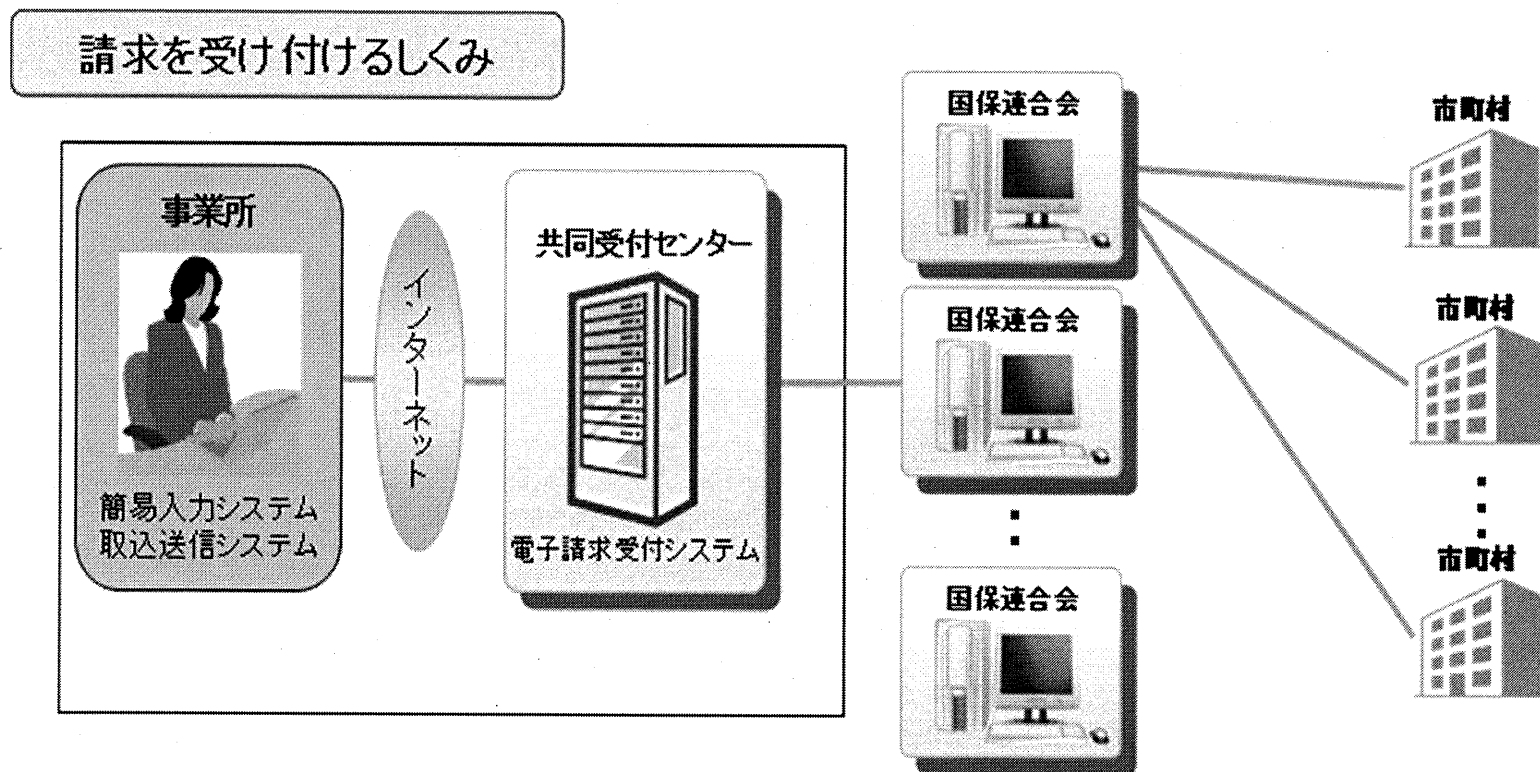 請求を受け付けるしくみ
事業所
簡易入力システム
取込送信システム
インターネット
共同受付センター
電子請求受付システム
国保連合会
国保連合会
国保連合会
市町村
市町村
市町村